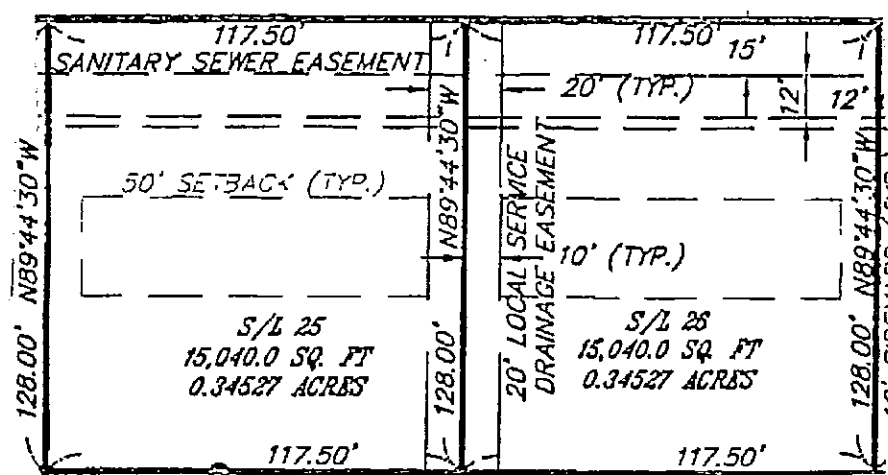 117.50'
117.50'
SANITARY SEWER EASEMENT
15'
20' (TYP.)
12'
12'
N89°44'30"W
N89°44'30"W
N89°44'30"W
50' SETBACK (TYP.)
20' LOCAL SERVICE
DRAINAGE EASEMENT
10' (TYP.)
S/L 25
15,040.0 SQ. FT
0.34527 ACRES
S/L 26
15,040.0 SQ. FT
0.34527 ACRES
128.00'
128.00'
128.00'
117.50'
117.50'